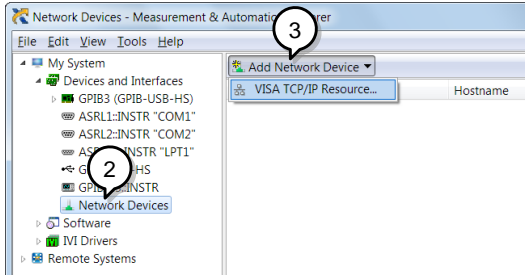 Network Devices - Measurement & Automati rer
3
File Edit View Tools Help
My System
Devices and Interfaces
GPIB3 (GPIB-USB-HS)
ASRL1::INSTR "COM1"
ASRL2::INSTR "COM2"
INSTR "LPT1"
-HS
INSTR
2
Network Devices
Software
IVI Drivers
Remote Systems
Add Network Device
VISA TCP/IP Resource...
Hostname